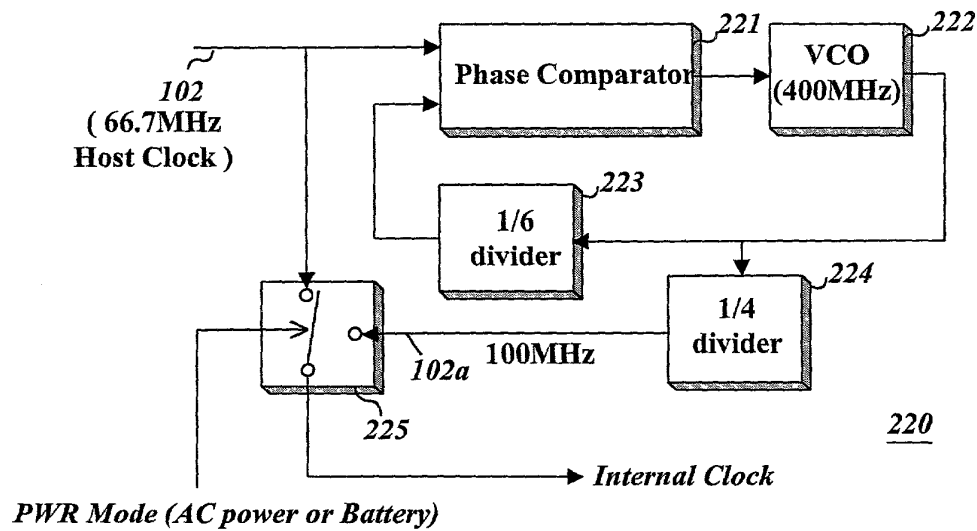 221
222
Phase Comparator
VCO
(400MHz)
102
( 66.7MHz
Host Clock )
223
1/6
divider
224
1/4
divider
100MHz
102a
225
220
Internal Clock
PWR Mode (AC power or Battery)